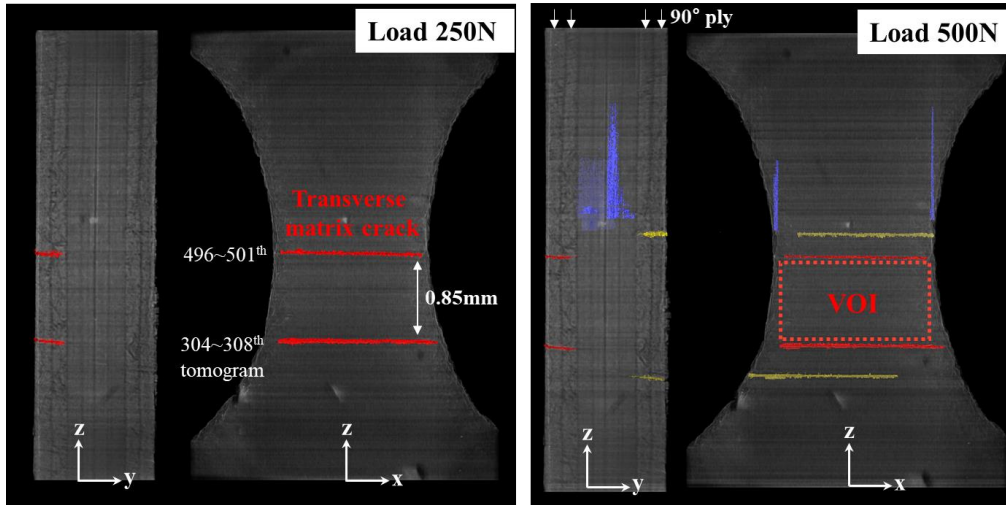 Load 250N
Transverse
matrix crack
496~501th
0.85mm
304~308th
tomogram
z
y
z
x
90° ply
Load 500N
VOI
z
y
z
x